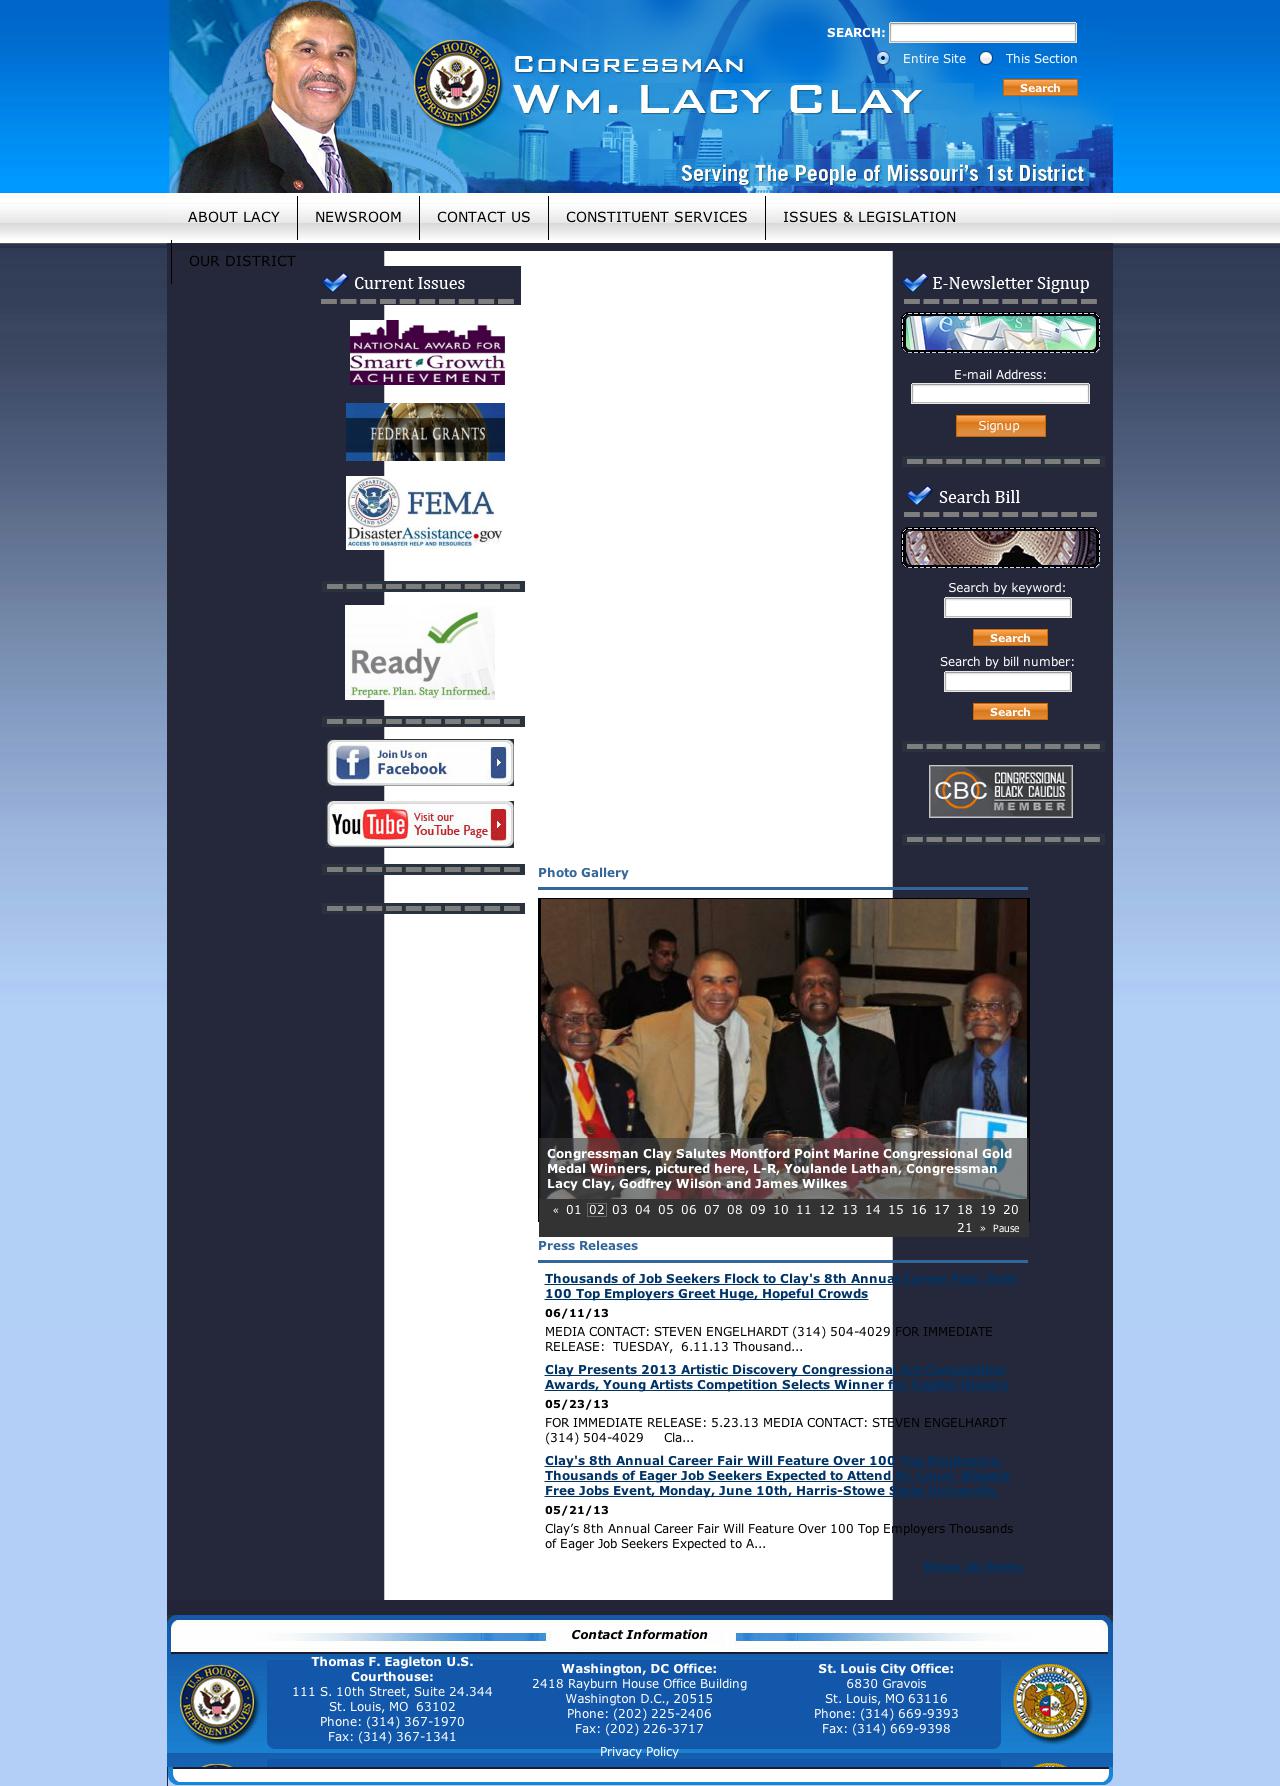 SEARCH:
Entire Site This Section
Search
U.S. HOUSE OF REPRESENTATIVES
CONGRESSMAN
WM. LACY CLAY
Serving The People of Missouri's 1st District
ABOUT LACY NEWSROOM CONTACT US CONSTITUENT SERVICES ISSUES & LEGISLATION
OUR DISTRICT
Current Issues
NATIONAL AWARD FOR
Smart Growth
ACHIEVEMENT
FEDERAL GRANTS
FEMA
DisasterAssistance.gov
ACCESS TO DISASTER HELP AND RESOURCES
Ready
Prepare. Plan. Stay Informed.
Join Us on
Facebook
YouTube
Visit our
YouTube Page
E-Newsletter Signup
E-mail Address:
Signup
Search Bill
Search by keyword:
Search
Search by bill number:
Search
CBC
CONGRESSIONAL
BLACK CAUCUS
MEMBER
Photo Gallery
5
Congressman Clay Salutes Montford Point Marine Congressional Gold
Medal Winners, pictured here, L-R, Youlande Lathan, Congressman
Lacy Clay, Godfrey Wilson and James Wilkes
« 01 02 03 04 05 06 07 08 09 10 11 12 13 14 15 16 17 18 19 20
21 » Pause
Press Releases
Thousands of Job Seekers Flock to Clay's 8th Annual
100 Top Employers Greet Huge, Hopeful Crowds
06/11/13
MEDIA CONTACT: STEVEN ENGELHARDT (314) 504-4029 FOR IMMEDIATE
RELEASE:  TUESDAY,  6.11.13 Thousand...
Clay Presents 2013 Artistic Discovery Congressional Art Competition
Awards, Young Artists Competition Selects Winner
05/23/13
FOR IMMEDIATE RELEASE: 5.23.13 MEDIA CONTACT: STEVEN ENGELHARDT
(314) 504-4029     Cla...
Clay's 8th Annual Career Fair Will Feature Over 100 Top Employers,
Thousands of Eager Job Seekers Expected to Attend
Free Jobs Event, Monday, June 10th, Harris-Stowe State University
05/21/13
Clay's 8th Annual Career Fair Will Feature Over 100 Top Employers Thousands
of Eager Job Seekers Expected to A...
Contact Information
Thomas F. Eagleton U.S.
Courthouse:
111 S. 10th Street, Suite 24.344
St. Louis, MO  63102
Phone: (314) 367-1970
Fax: (314) 367-1341
Washington, DC Office:
2418 Rayburn House Office Building
Washington D.C., 20515
Phone: (202) 225-2406
Fax: (202) 226-3717
St. Louis City Office:
6830 Gravois
St. Louis, MO 63116
Phone: (314) 669-9393
Fax: (314) 669-9398
Privacy Policy